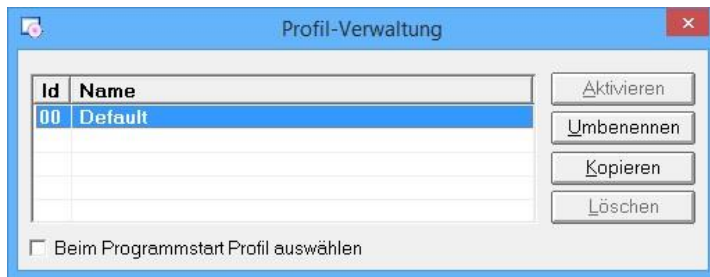 Profil-Verwaltung
Id Name
00 Default
Aktivieren
Umbenennen
Kopieren
Löschen
Beim Programmstart Profil auswählen